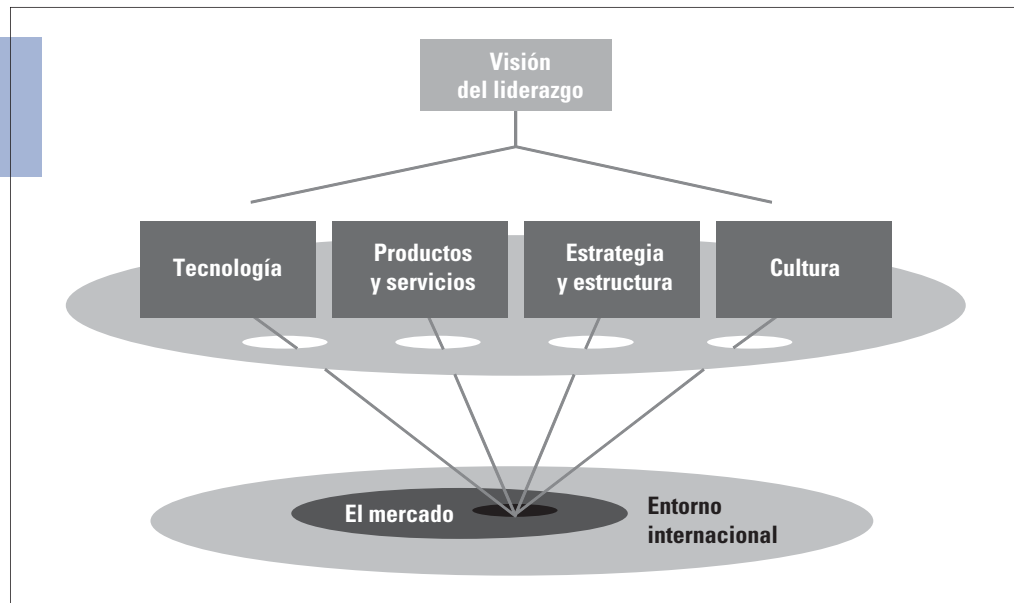 Visión
del liderazgo
Tecnología
Productos
y servicios
Estrategia
y estructura
Cultura
El mercado
Entorno
internacional